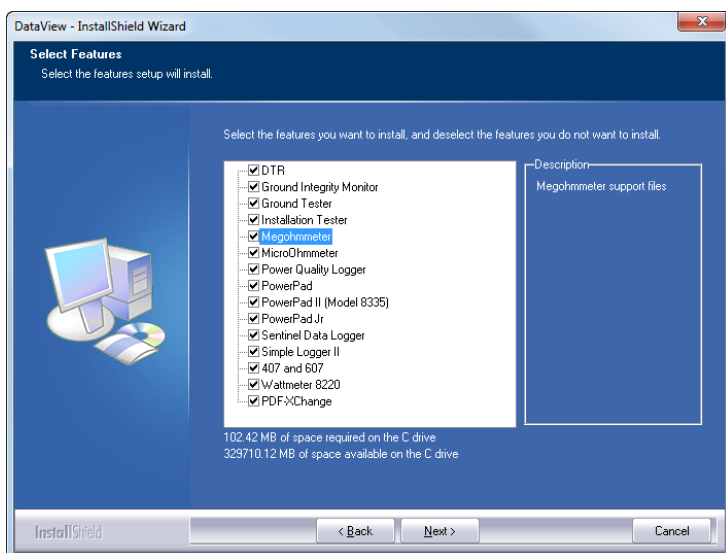 DataView - InstallShield Wizard
Select Features
Select the features setup will install.
Select the features you want to install, and deselect the features you do not want to install.
DTR
Ground Integrity Monitor
Ground Tester
Installation Tester
Megohmmeter
MicroOhmmeter
Power Quality Logger
PowerPad
PowerPad II (Model 8335)
PowerPad Jr
Sentinel Data Logger
Simple Logger II
407 and 607
Wattmeter 8220
PDF-XChange
Description
Megohmmeter support files
102.42 MB of space required on the C drive
329710.12 MB of space available on the C drive
InstallShield
< Back
Next >
Cancel